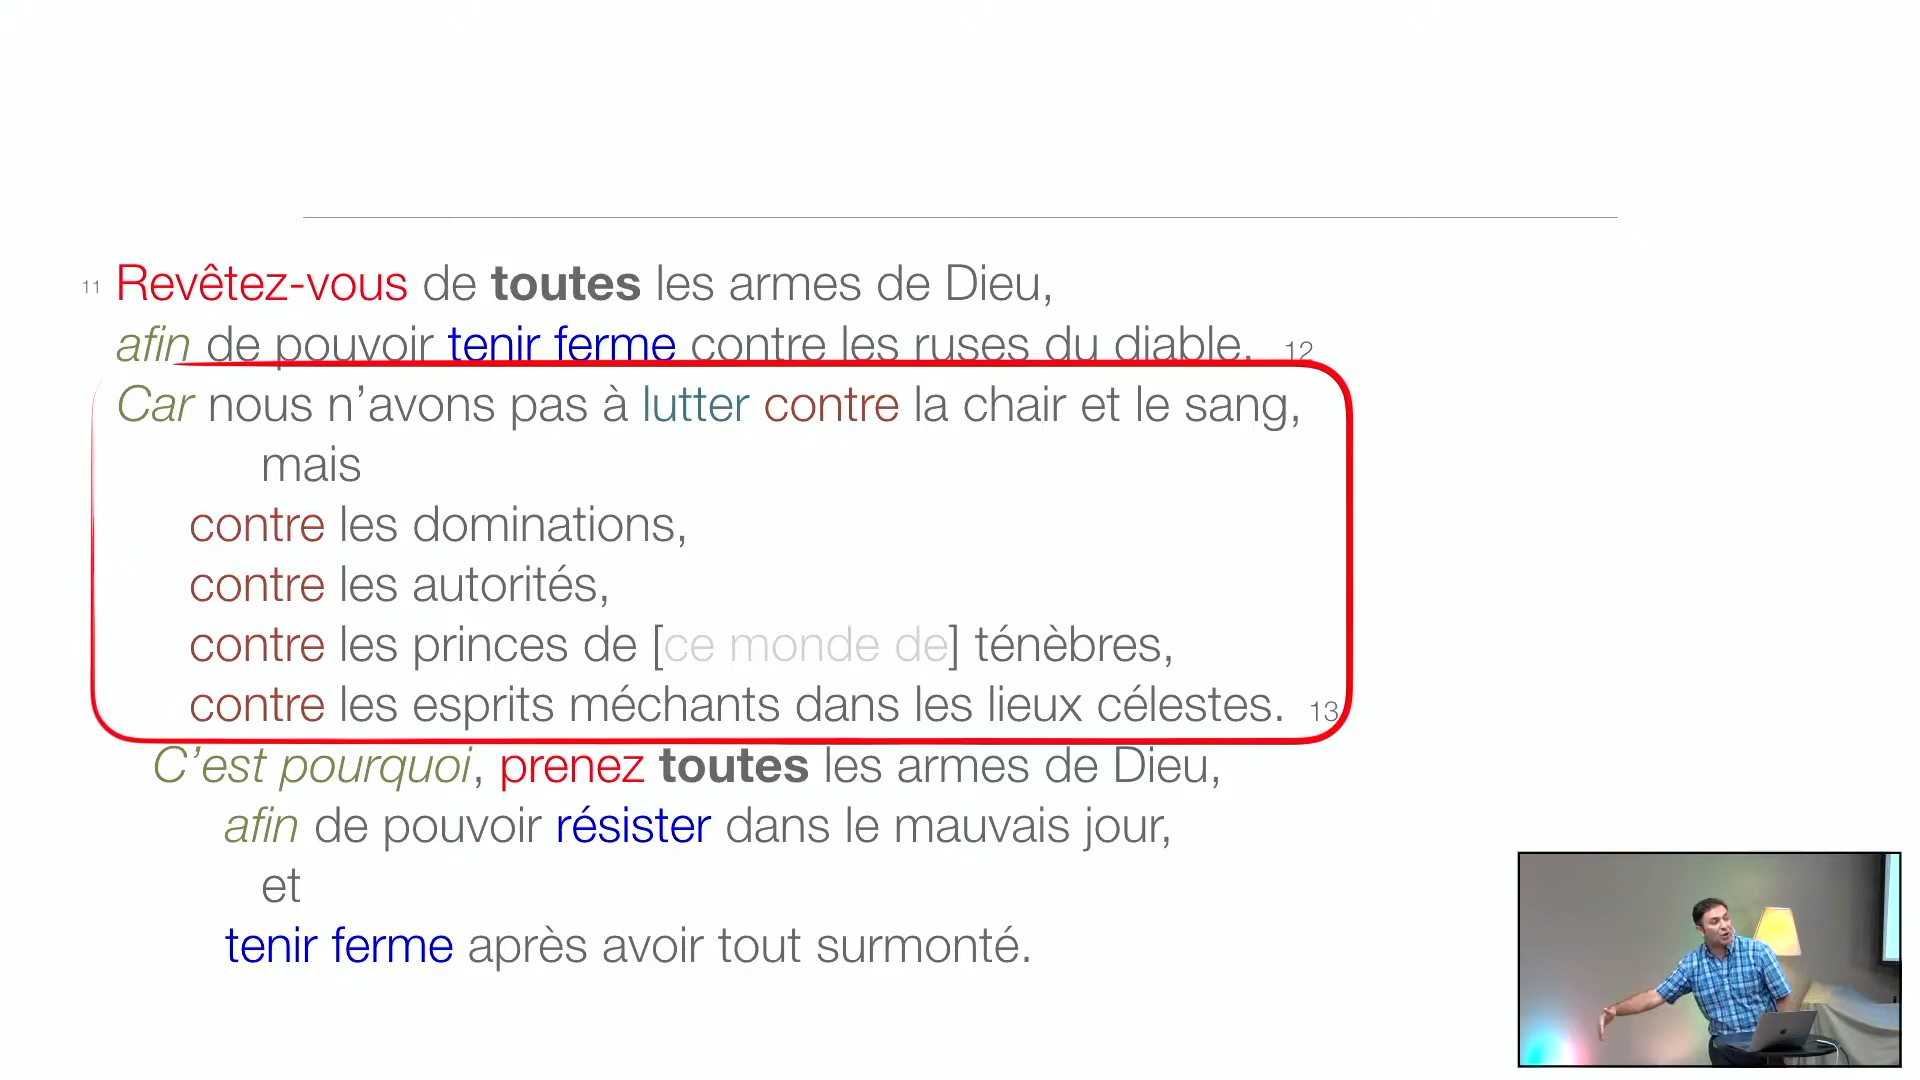 11 Revêtez-vous de toutes les armes de Dieu,
afin de pouvoir tenir ferme contre les ruses du diable. 12
Car nous n’avons pas à lutter contre la chair et le sang,
mais
contre les dominations,
contre les autorités,
contre les princes de [ce monde de] ténèbres,
contre les esprits méchants dans les lieux célestes. 13
C’est pourquoi, prenez toutes les armes de Dieu,
afin de pouvoir résister dans le mauvais jour,
et
tenir ferme après avoir tout surmonté.